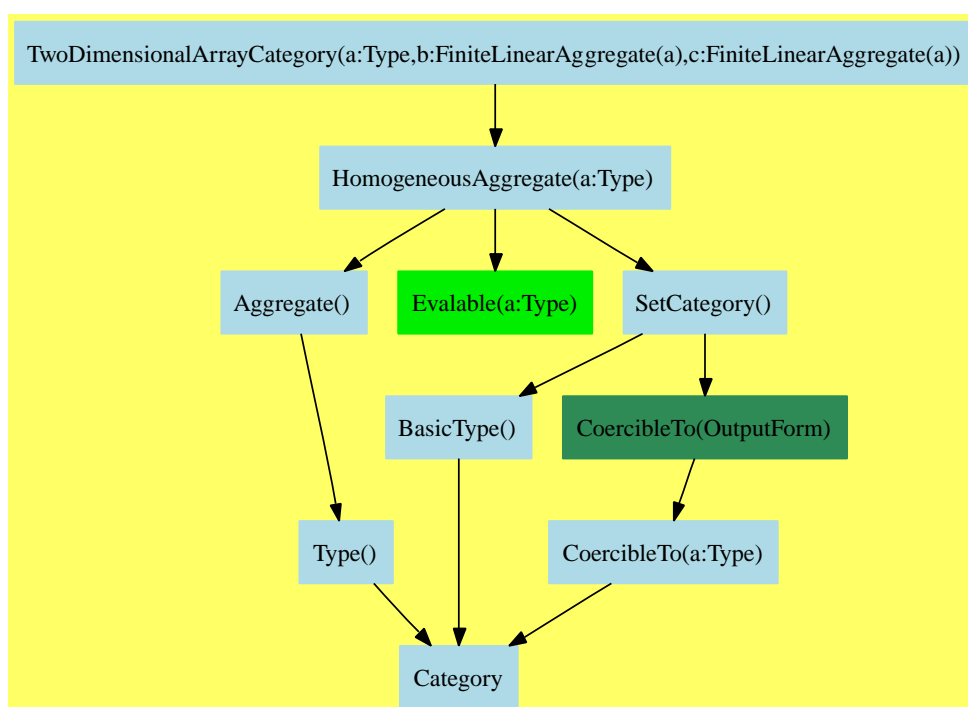 TwoDimensionalArrayCategory(a:Type,b:FiniteLinearAggregate(a),c:FiniteLinearAggregate(a))
HomogeneousAggregate(a:Type)
Aggregate()
Evalable(a:Type)
SetCategory()
BasicType()
CoercibleTo(OutputForm)
Type()
CoercibleTo(a:Type)
Category